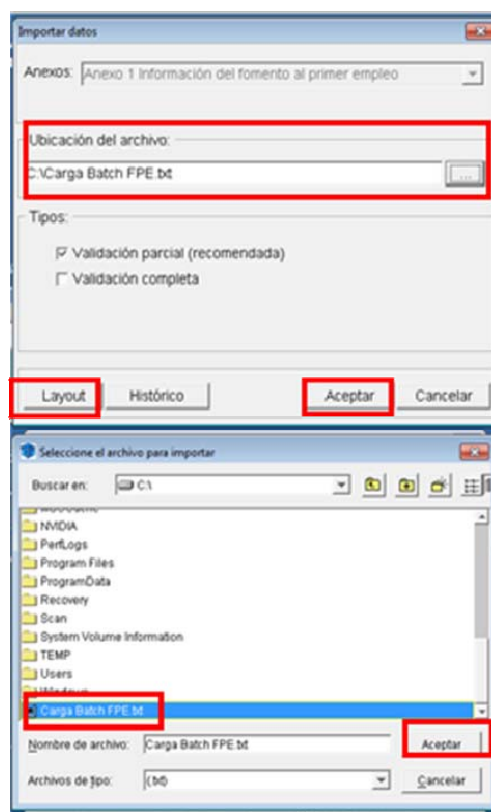 Importar datos
Anexos: Anexo 1 Información del fomento al primer empleo
Ubicación del archivo:
C:\Carga Batch FPE.txt
...
Tipos:
Validación parcial (recomendada)
Validación completa
Layout Histórico Aceptar Cancelar
Seleccione el archivo para importar
Buscar en: C:\
NVIDIA
PerfLogs
Program Files
ProgramData
Recovery
Scan
System Volume Information
TEMP
Users
Carga Batch FPE.txt
Nombre de archivo: Carga Batch FPE.txt Aceptar
Archivos de tipo: (.txt) Cancelar